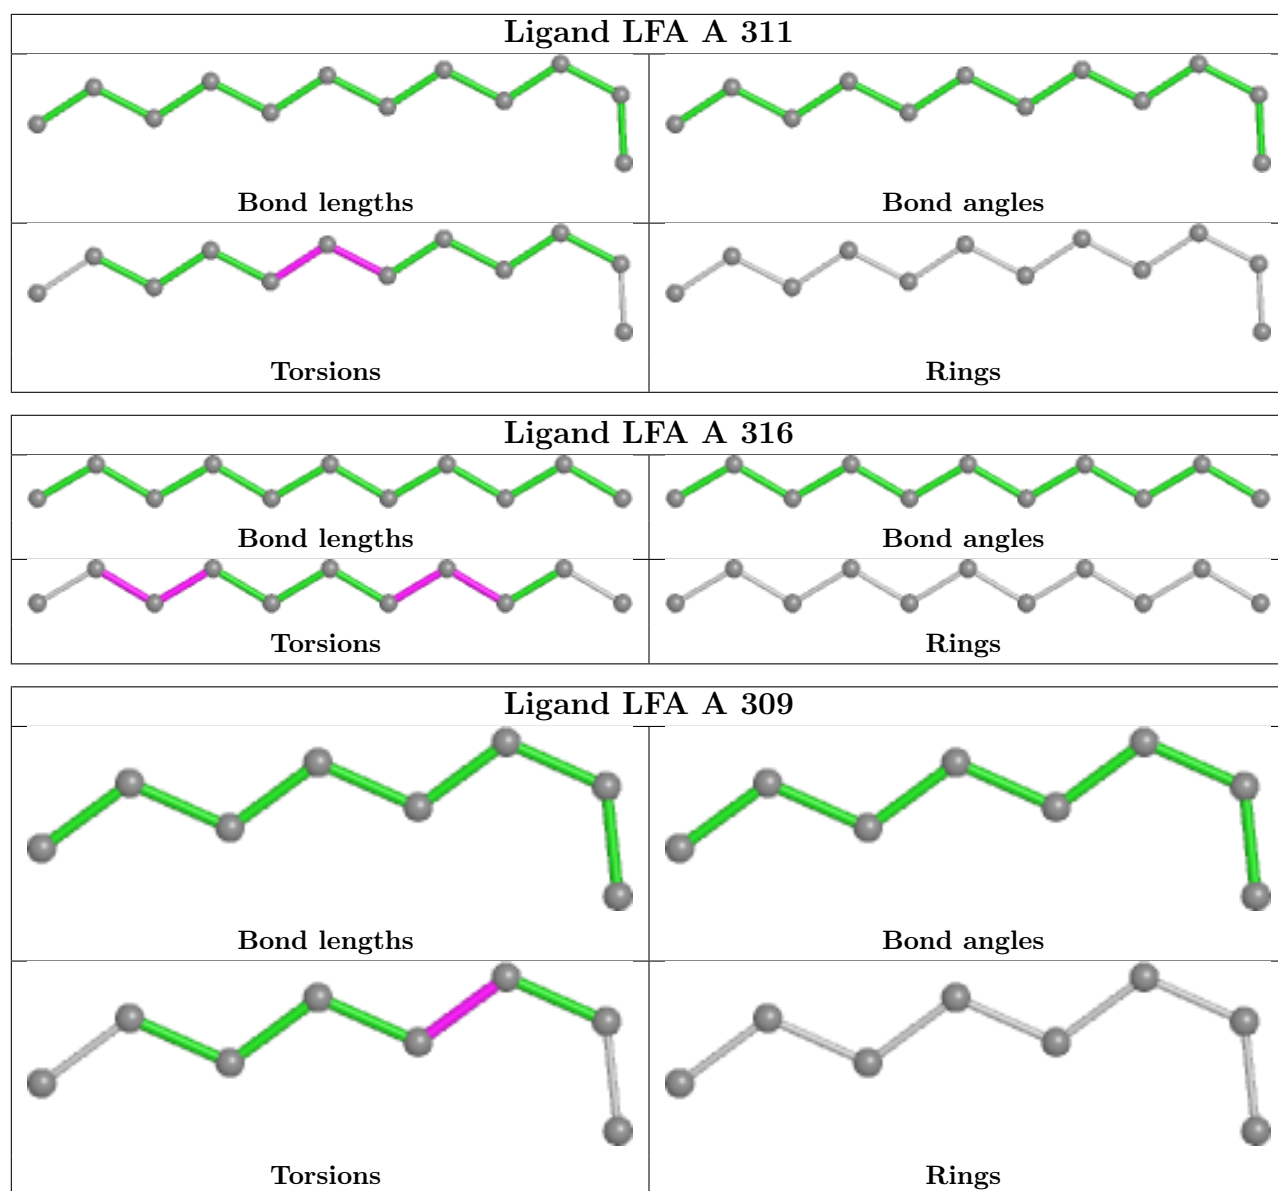 Ligand LFA A 311
Bond lengths
Bond angles
Torsions
Rings
Ligand LFA A 316
Bond lengths
Bond angles
Torsions
Rings
Ligand LFA A 309
Bond lengths
Bond angles
Torsions
Rings